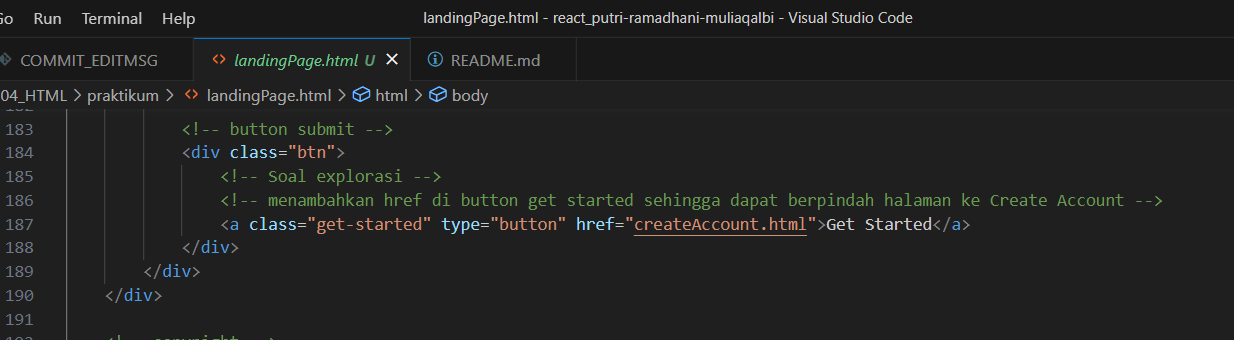 Go Run Terminal Help landingPage.html - react_putri-ramadhani-muliaqalbi - Visual Studio Code
COMMIT_EDITMSG <> landingPage.html U × README.md
04_HTML > praktikum > <> landingPage.html > html > body
183 <!-- button submit -->
184 <div class="btn">
185 <!-- Soal explorasi -->
186 <!-- menambahkan href di button get started sehingga dapat berpindah halaman ke Create Account -->
187 <a class="get-started" type="button" href="createAccount.html">Get Started</a>
188 </div>
189 </div>
190 </div>
191